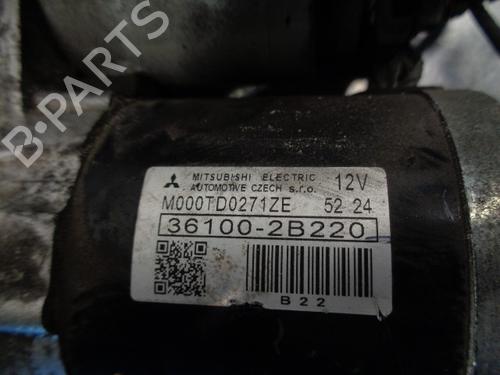 B-PARTS
MITSUBISHI ELECTRIC
AUTOMOTIVE CZECH s.r.o.
12V
M000TD0271ZE 52 24
36100-2B220
B22